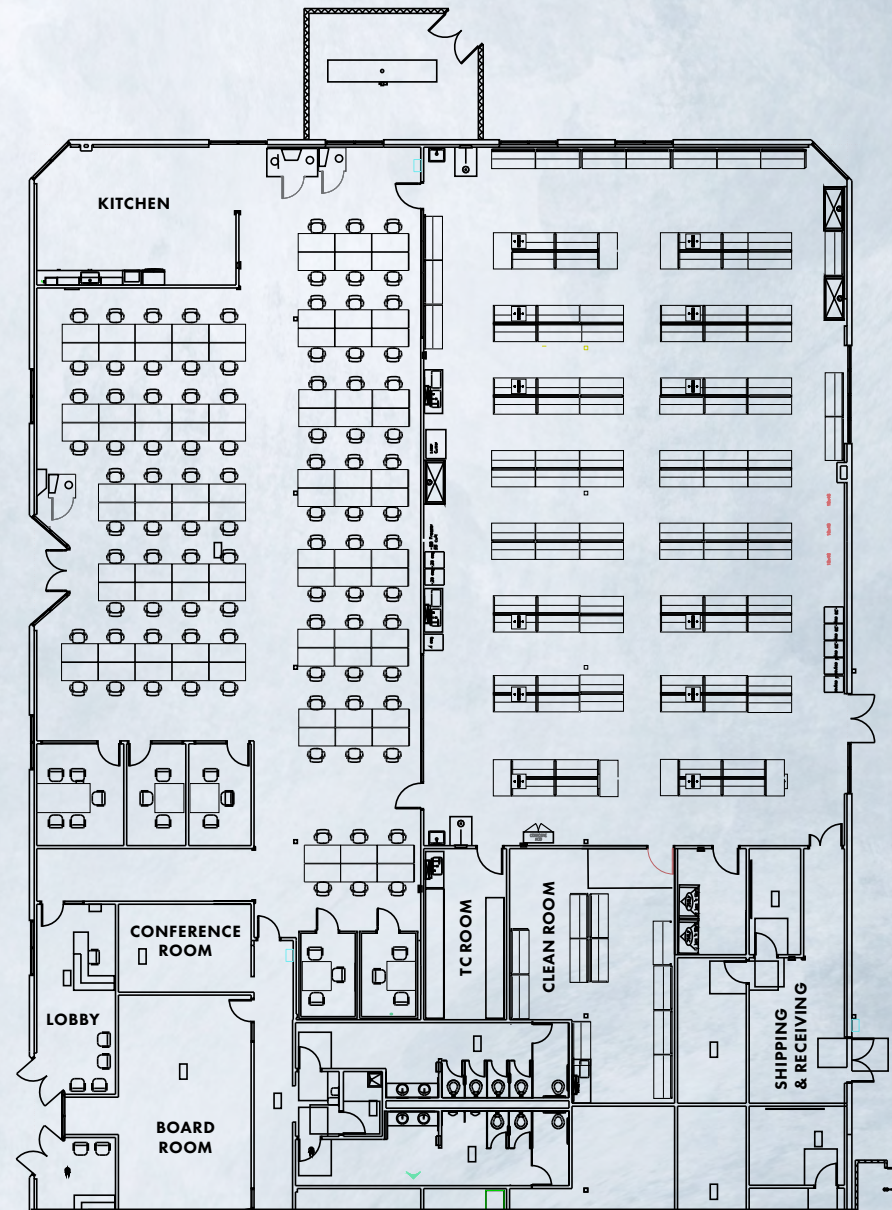 KITCHEN
CONFERENCE
ROOM
LOBBY
BOARD
ROOM
TC ROOM
CLEAN ROOM
SHIPPING
& RECEIVING